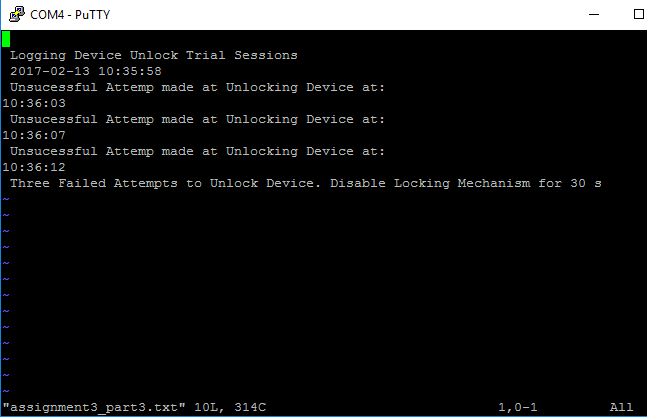 COM4 - PuTTY
Logging Device Unlock Trial Sessions
2017-02-13 10:35:58
Unsucessful Attemp made at Unlocking Device at:
10:36:03
Unsucessful Attemp made at Unlocking Device at:
10:36:07
Unsucessful Attemp made at Unlocking Device at:
10:36:12
Three Failed Attempts to Unlock Device. Disable Locking Mechanism for 30 s
~
~
~
~
~
~
~
~
~
~
~
~
~
"assignment3_part3.txt" 10L, 314C 1,0-1 All